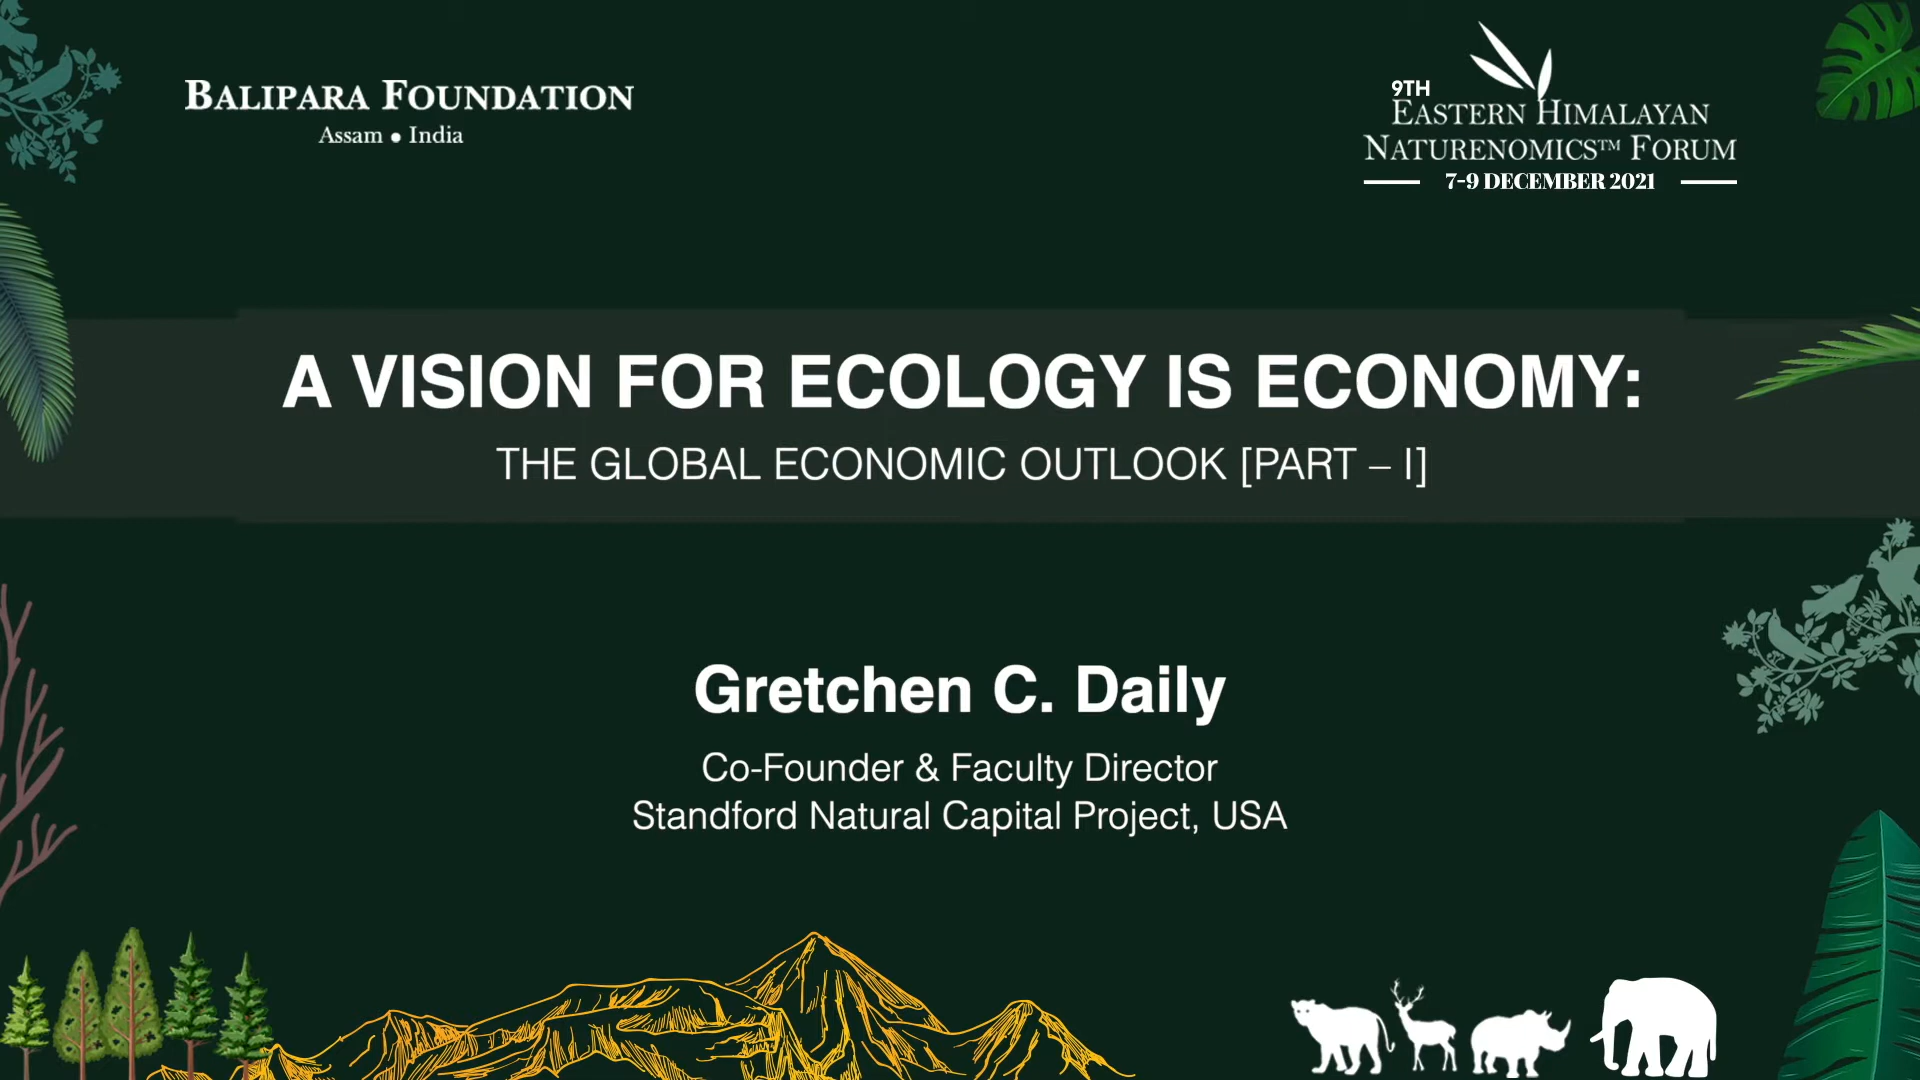 BALIPARA FOUNDATION
Assam • India
9TH
EASTERN HIMALAYAN
NATURENOMICS™ FORUM
7-9 DECEMBER 2021
A VISION FOR ECOLOGY IS ECONOMY:
THE GLOBAL ECONOMIC OUTLOOK [PART – I]
Gretchen C. Daily
Co-Founder & Faculty Director
Standford Natural Capital Project, USA